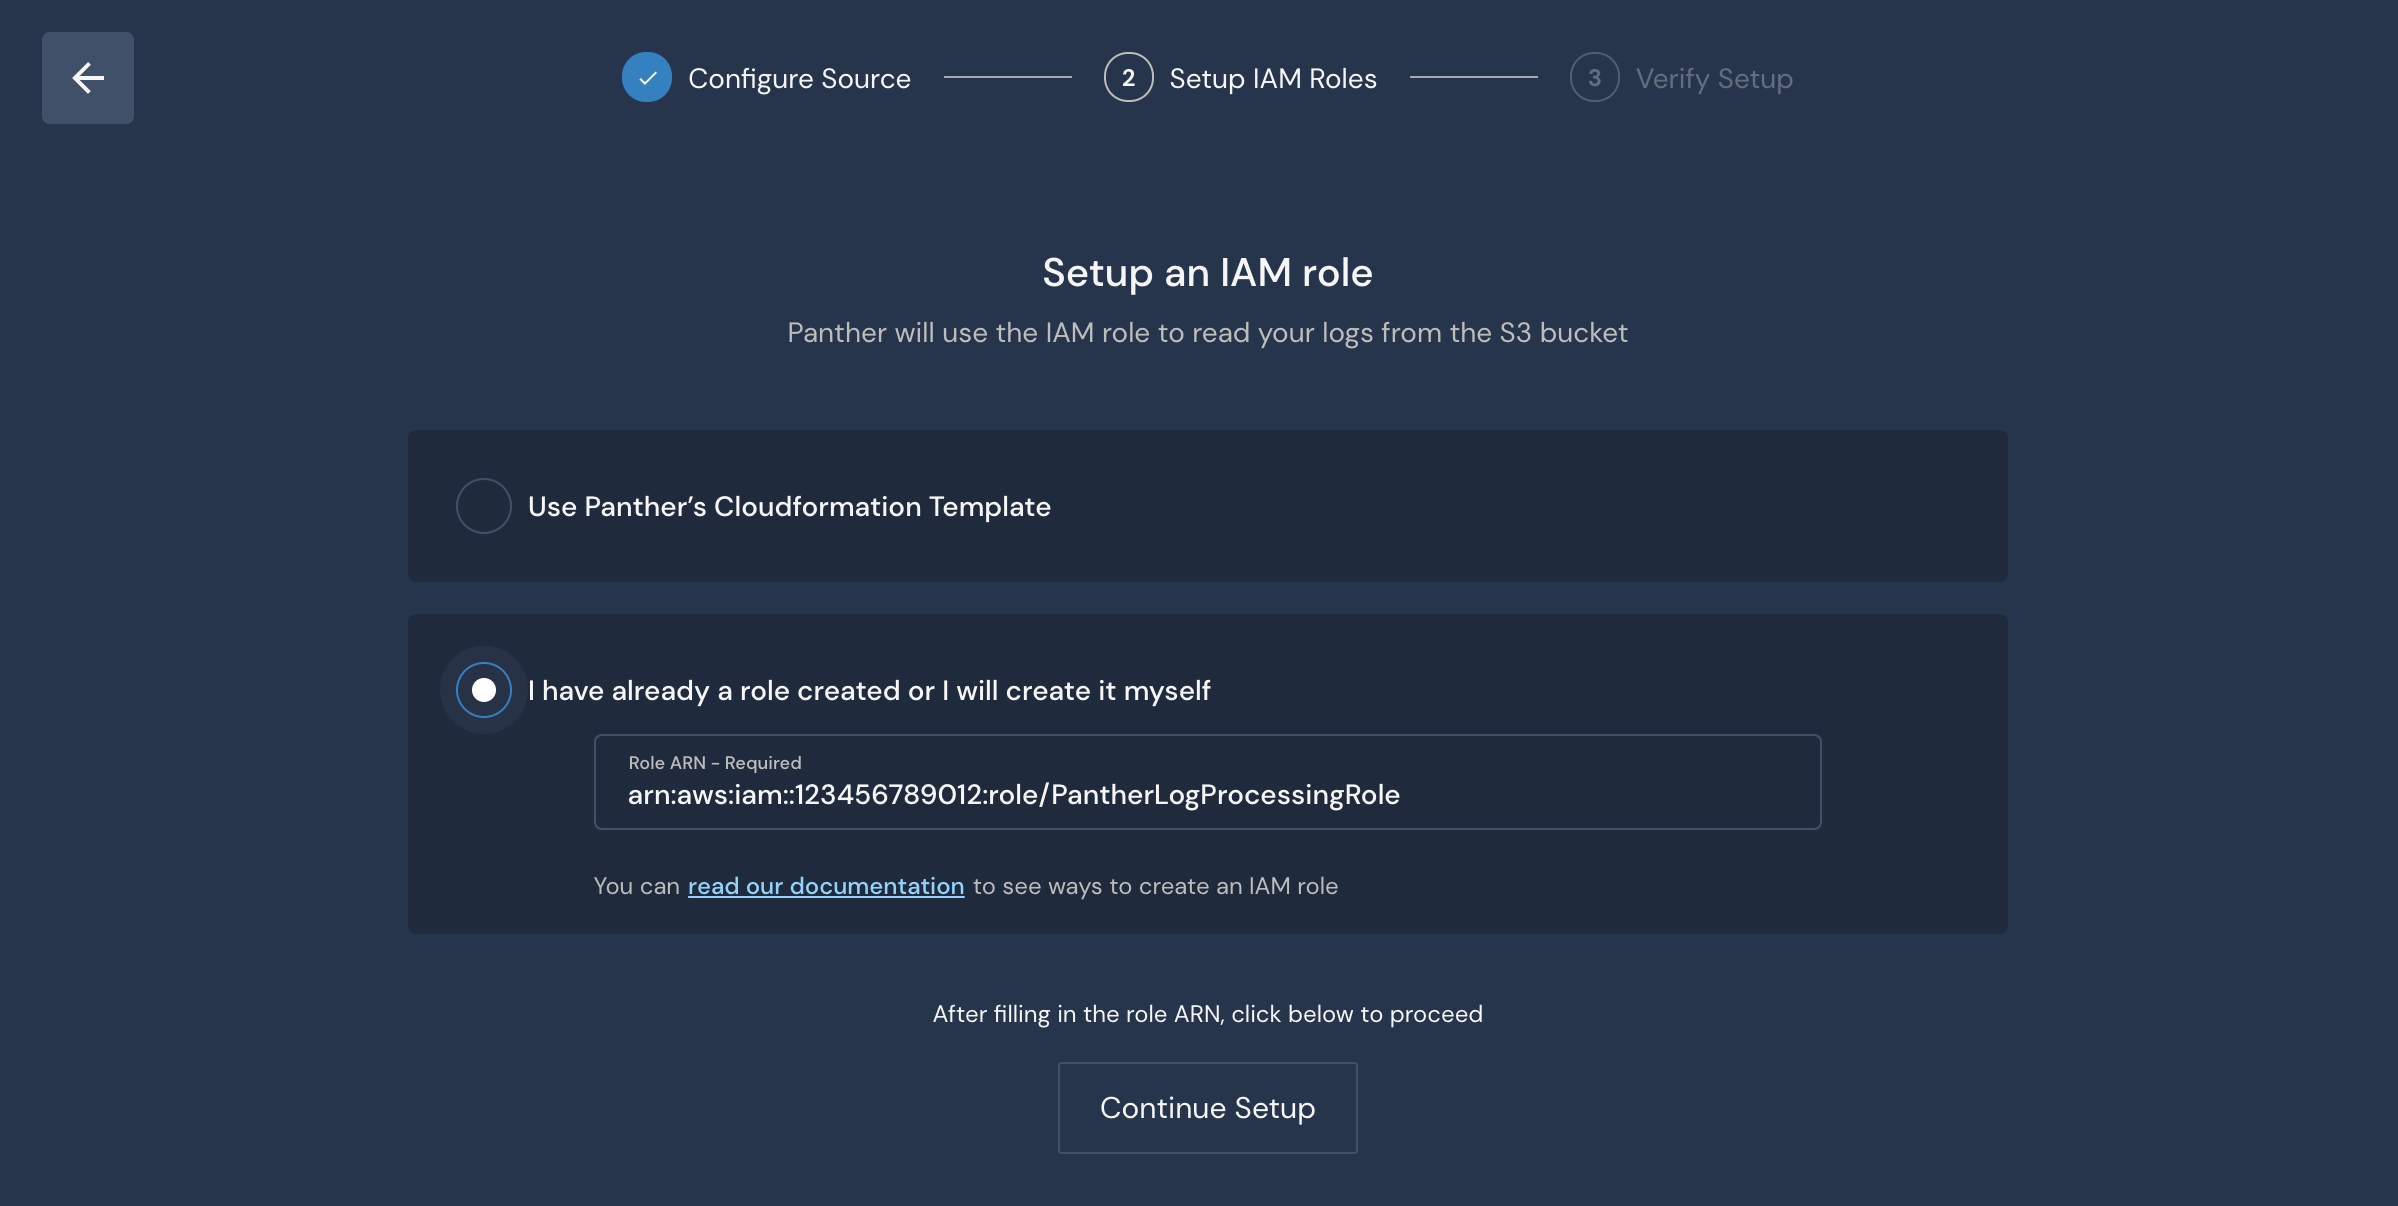 Configure Source
2 Setup IAM Roles
3 Verify Setup
Setup an IAM role
Panther will use the IAM role to read your logs from the S3 bucket
Use Panther’s Cloudformation Template
I have already a role created or I will create it myself
Role ARN - Required
arn:aws:iam::123456789012:role/PantherLogProcessingRole
You can read our documentation to see ways to create an IAM role
After filling in the role ARN, click below to proceed
Continue Setup